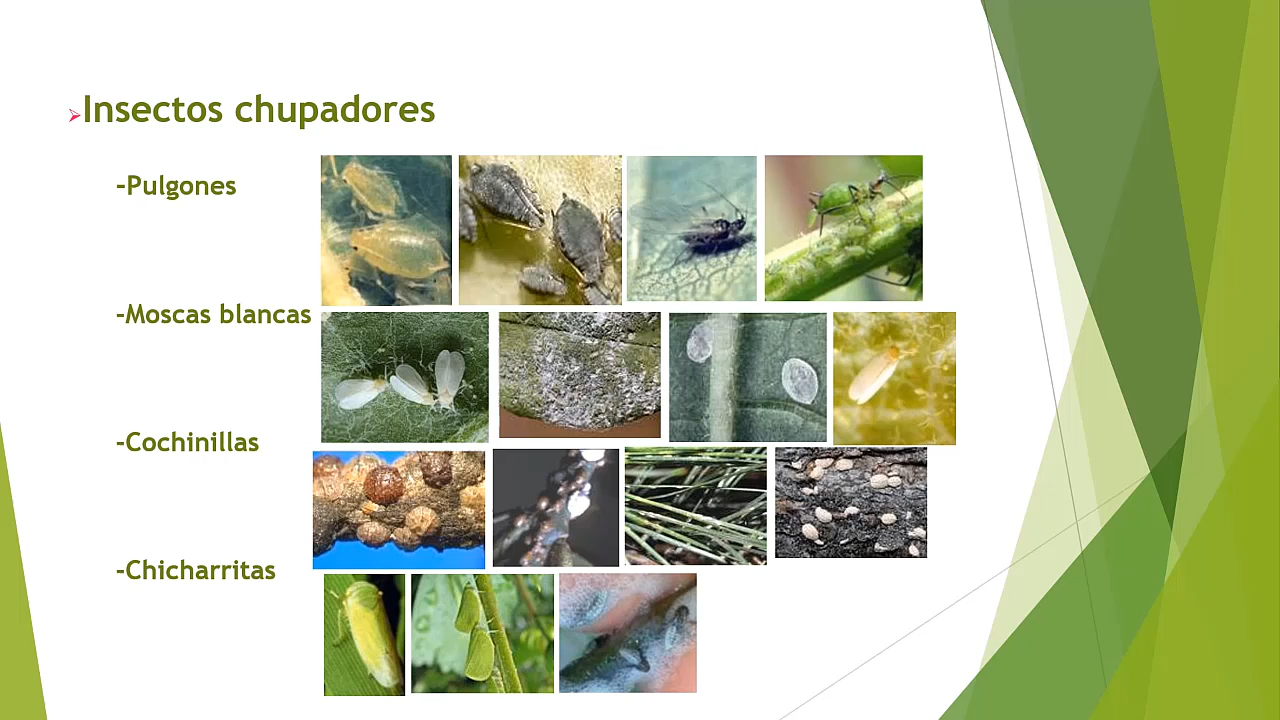 Insectos chupadores
-Pulgones
-Moscas blancas
-Cochinillas
-Chicharritas